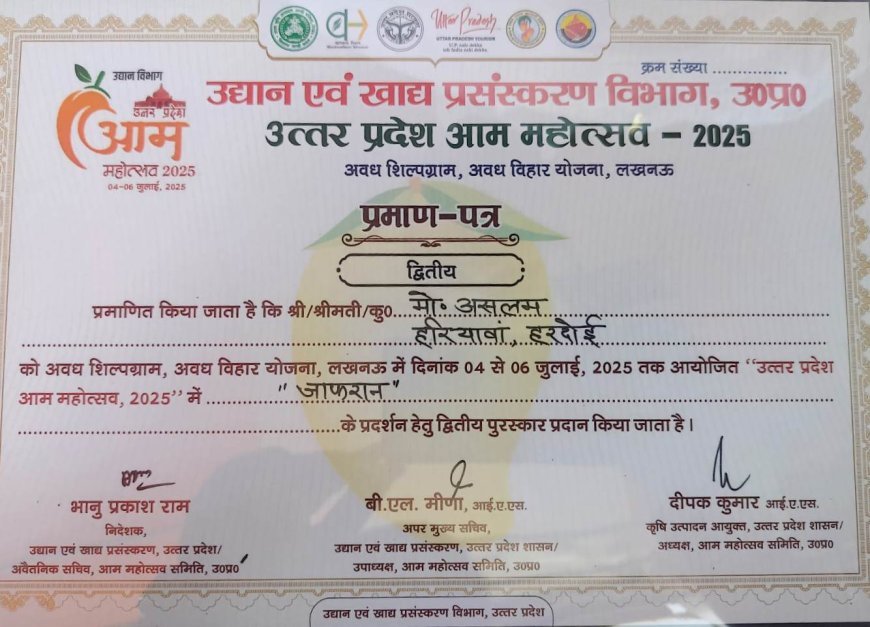 Uttar Pradesh
UTTAR PRADESH TOURISM
U.P. nahi dekha
toh India nahi dekha
क्रम संख्या ...............
उद्यान विभाग
उत्तर प्रदेश
आम
महोत्सव 2025
04-06 जुलाई, 2025
उद्यान एवं खाद्य प्रसंस्करण विभाग, उ0प्र0
उत्तर प्रदेश आम महोत्सव – 2025
अवध शिल्पग्राम, अवध विहार योजना, लखनऊ
प्रमाण-पत्र
द्वितीय
प्रमाणित किया जाता है कि श्री/श्रीमती/कु0 मो॰ असलम
हरियावां, हरदोई
को अवध शिल्पग्राम, अवध विहार योजना, लखनऊ में दिनांक 04 से 06 जुलाई, 2025 तक आयोजित "उत्तर प्रदेश
आम महोत्सव, 2025" में "जाफरान"
के प्रदर्शन हेतु द्वितीय पुरस्कार प्रदान किया जाता है।
भानु प्रकाश राम
निदेशक,
उद्यान एवं खाद्य प्रसंस्करण, उत्तर प्रदेश/
अवैतनिक सचिव, आम महोत्सव समिति, उ0प्र0
बी.एल. मीणा, आई.ए.एस.
अपर मुख्य सचिव,
उद्यान एवं खाद्य प्रसंस्करण, उत्तर प्रदेश शासन/
उपाध्यक्ष, आम महोत्सव समिति, उ0प्र0
दीपक कुमार आई.ए.एस.
कृषि उत्पादन आयुक्त, उत्तर प्रदेश शासन/
अध्यक्ष, आम महोत्सव समिति, उ0प्र0
उद्यान एवं खाद्य प्रसंस्करण विभाग, उत्तर प्रदेश